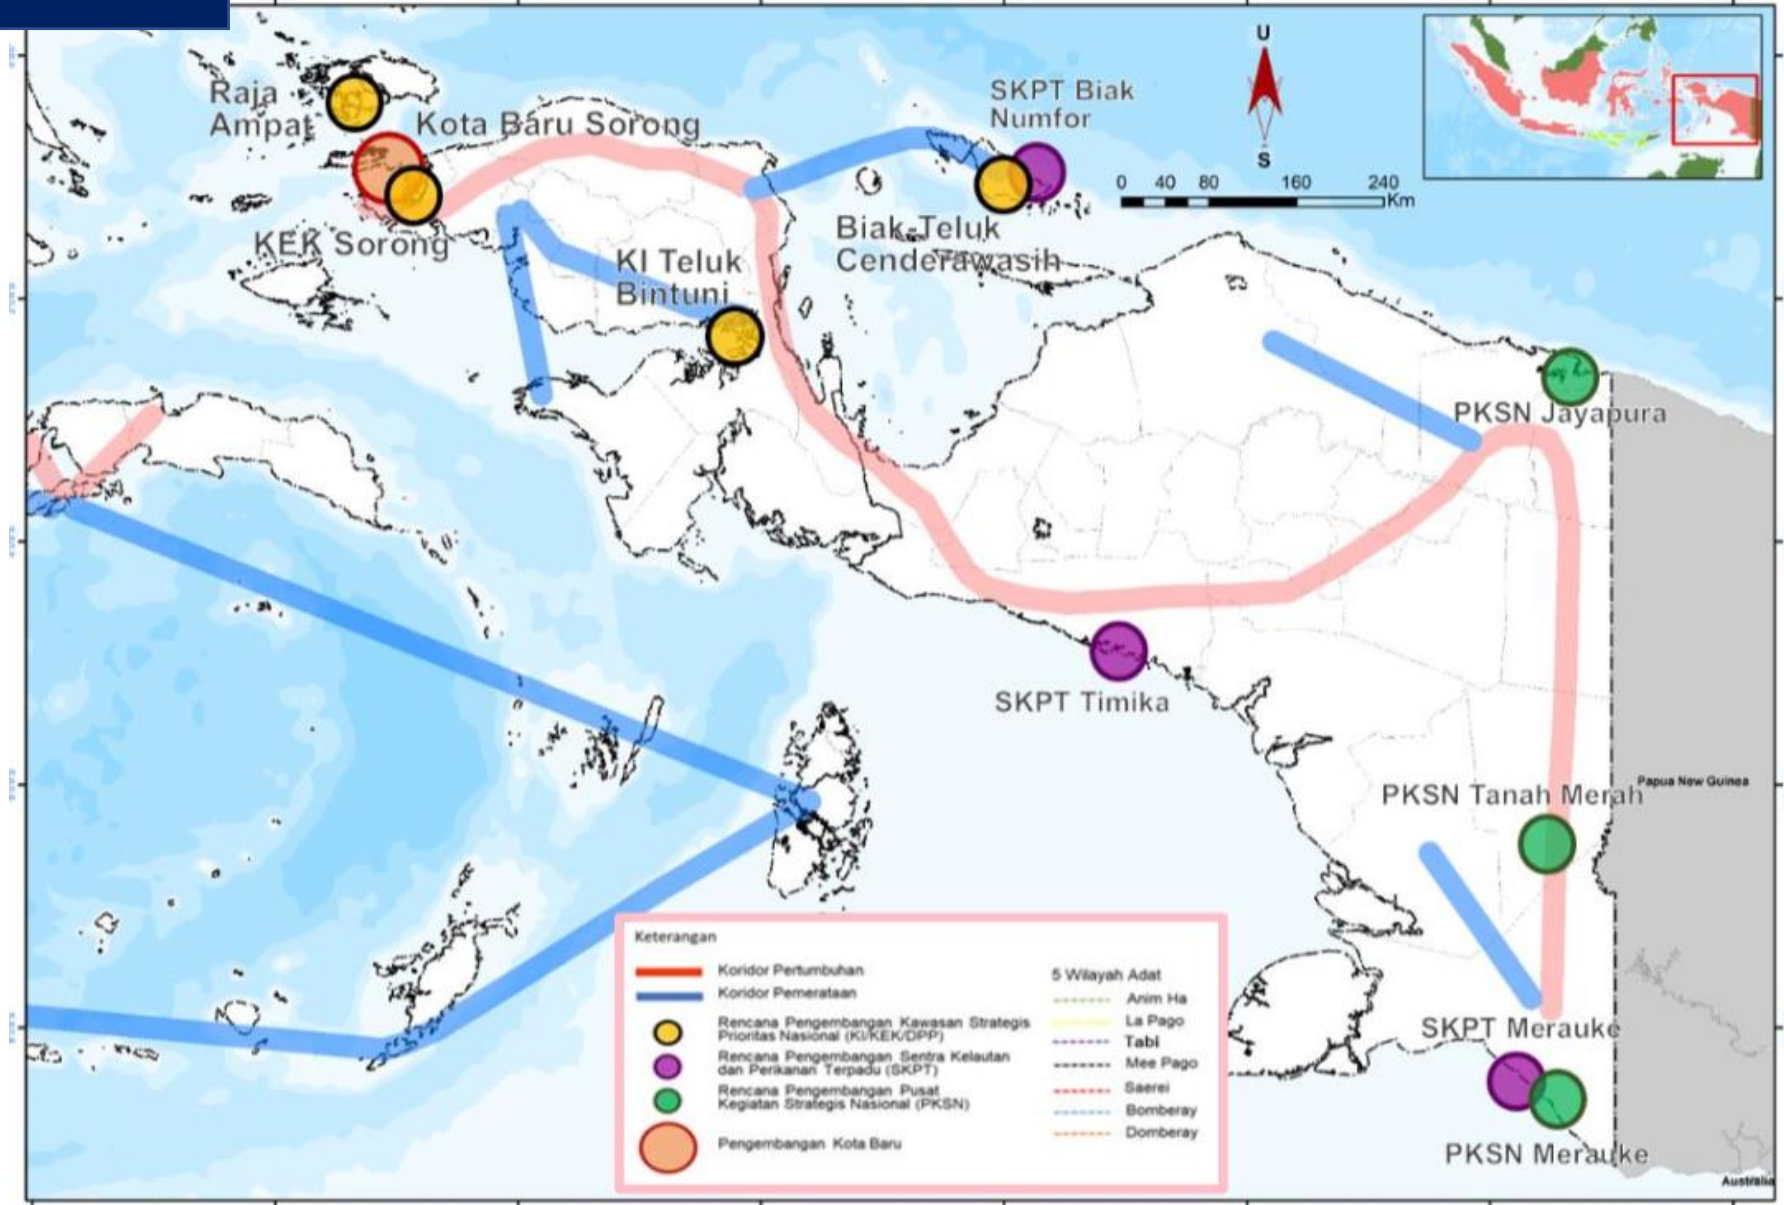 Raja
Ampat
Kota Baru Sorong
KEK Sorong
KI Teluk
Bintuni
SKPT Biak
Numfor
Biak-Teluk
Cenderawasih
U
S
0 40 80 160 240
Km
PKSN Jayapura
SKPT Timika
PKSN Tanah Merah
Papua New Guinea
SKPT Merauke
PKSN Merauke
Australia
Keterangan
Koridor Pertumbuhan
Koridor Pemerataan
Rencana Pengembangan Kawasan Strategis
Prioritas Nasional (KI/KEK/DPP)
Rencana Pengembangan Sentra Kelautan
dan Perikanan Terpadu (SKPT)
Rencana Pengembangan Pusat
Kegiatan Strategis Nasional (PKSN)
Pengembangan Kota Baru
5 Wilayah Adat
Anim Ha
La Pago
Tabi
Mee Pago
Saerei
Bomberay
Domberay